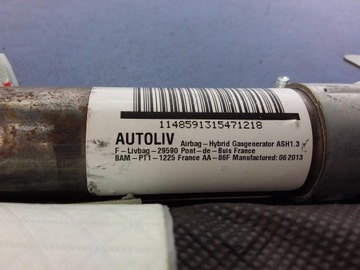 1148591315471218
AUTOLIV Airbag-Hybrid Gasgenerator ASH1.3
F-Livbag-29590 Pont-de-Buis France
BAM-PT1-1225 France AA-86F Manufactured: 06 2013